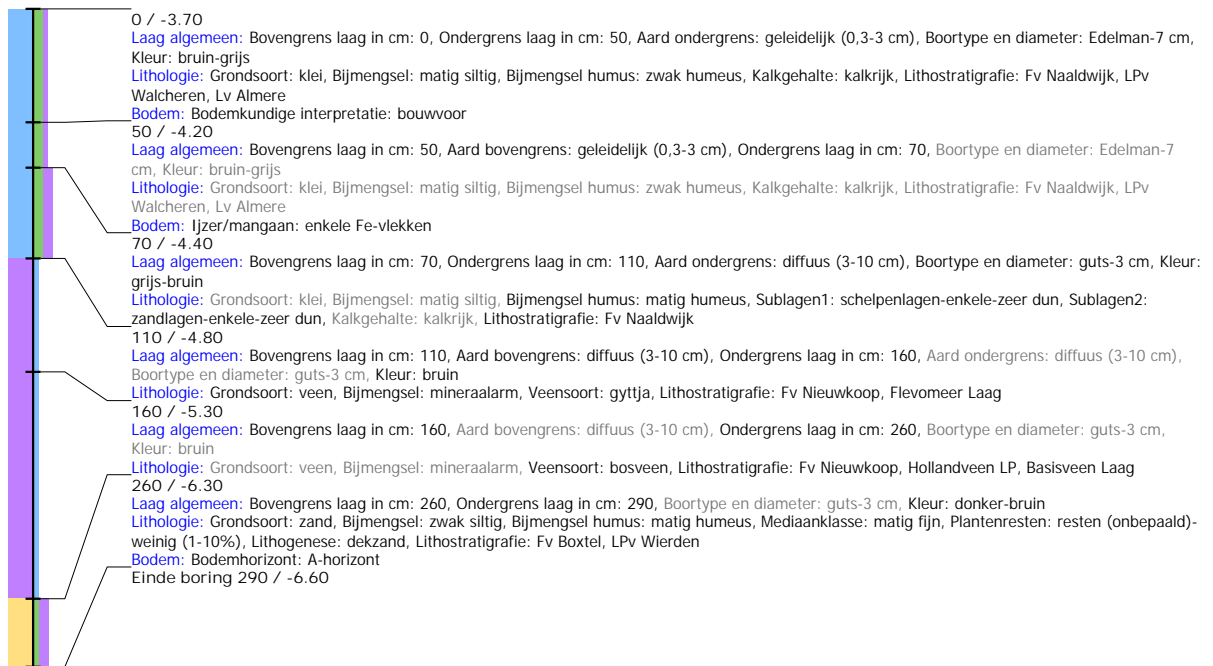 0 / -3.70
Laag algemeen: Bovengrens laag in cm: 0, Ondergrens laag in cm: 50, Aard ondergrens: geleidelijk (0,3-3 cm), Boortype en diameter: Edelman-7 cm,
Kleur: bruin-grijs
Lithologie: Grondsoort: klei, Bijmengsel: matig siltig, Bijmengsel humus: zwak humeus, Kalkgehalte: kalkrijk, Lithostratigrafie: Fv Naaldwijk, LPv
Walcheren, Lv Almere
Bodem: Bodemkundige interpretatie: bouwvoor
50 / -4.20
Laag algemeen: Bovengrens laag in cm: 50, Aard bovengrens: geleidelijk (0,3-3 cm), Ondergrens laag in cm: 70, Boortype en diameter: Edelman-7
cm, Kleur: bruin-grijs
Lithologie: Grondsoort: klei, Bijmengsel: matig siltig, Bijmengsel humus: zwak humeus, Kalkgehalte: kalkrijk, Lithostratigrafie: Fv Naaldwijk, LPv
Walcheren, Lv Almere
Bodem: Ijzer/mangaan: enkele Fe-vlekken
70 / -4.40
Laag algemeen: Bovengrens laag in cm: 70, Ondergrens laag in cm: 110, Aard ondergrens: diffuus (3-10 cm), Boortype en diameter: guts-3 cm, Kleur:
grijs-bruin
Lithologie: Grondsoort: klei, Bijmengsel: matig siltig, Bijmengsel humus: matig humeus, Sublagen1: schelpenlagen-enkele-zeer dun, Sublagen2:
zandlagen-enkele-zeer dun, Kalkgehalte: kalkrijk, Lithostratigrafie: Fv Naaldwijk
110 / -4.80
Laag algemeen: Bovengrens laag in cm: 110, Aard bovengrens: diffuus (3-10 cm), Ondergrens laag in cm: 160, Aard ondergrens: diffuus (3-10 cm),
Boortype en diameter: guts-3 cm, Kleur: bruin
Lithologie: Grondsoort: veen, Bijmengsel: mineraalarm, Veensoort: gyttja, Lithostratigrafie: Fv Nieuwkoop, Flevomeer Laag
160 / -5.30
Laag algemeen: Bovengrens laag in cm: 160, Aard bovengrens: diffuus (3-10 cm), Ondergrens laag in cm: 260, Boortype en diameter: guts-3 cm,
Kleur: bruin
Lithologie: Grondsoort: veen, Bijmengsel: mineraalarm, Veensoort: bosveen, Lithostratigrafie: Fv Nieuwkoop, Hollandveen LP, Basisveen Laag
260 / -6.30
Laag algemeen: Bovengrens laag in cm: 260, Ondergrens laag in cm: 290, Boortype en diameter: guts-3 cm, Kleur: donker-bruin
Lithologie: Grondsoort: zand, Bijmengsel: zwak siltig, Bijmengsel humus: matig humeus, Mediaanklasse: matig fijn, Plantenresten: resten (onbepaald)-
weinig (1-10%), Lithogenese: dekzand, Lithostratigrafie: Fv Boxtel, LPv Wierden
Bodem: Bodemhorizont: A-horizont
Einde boring 290 / -6.60